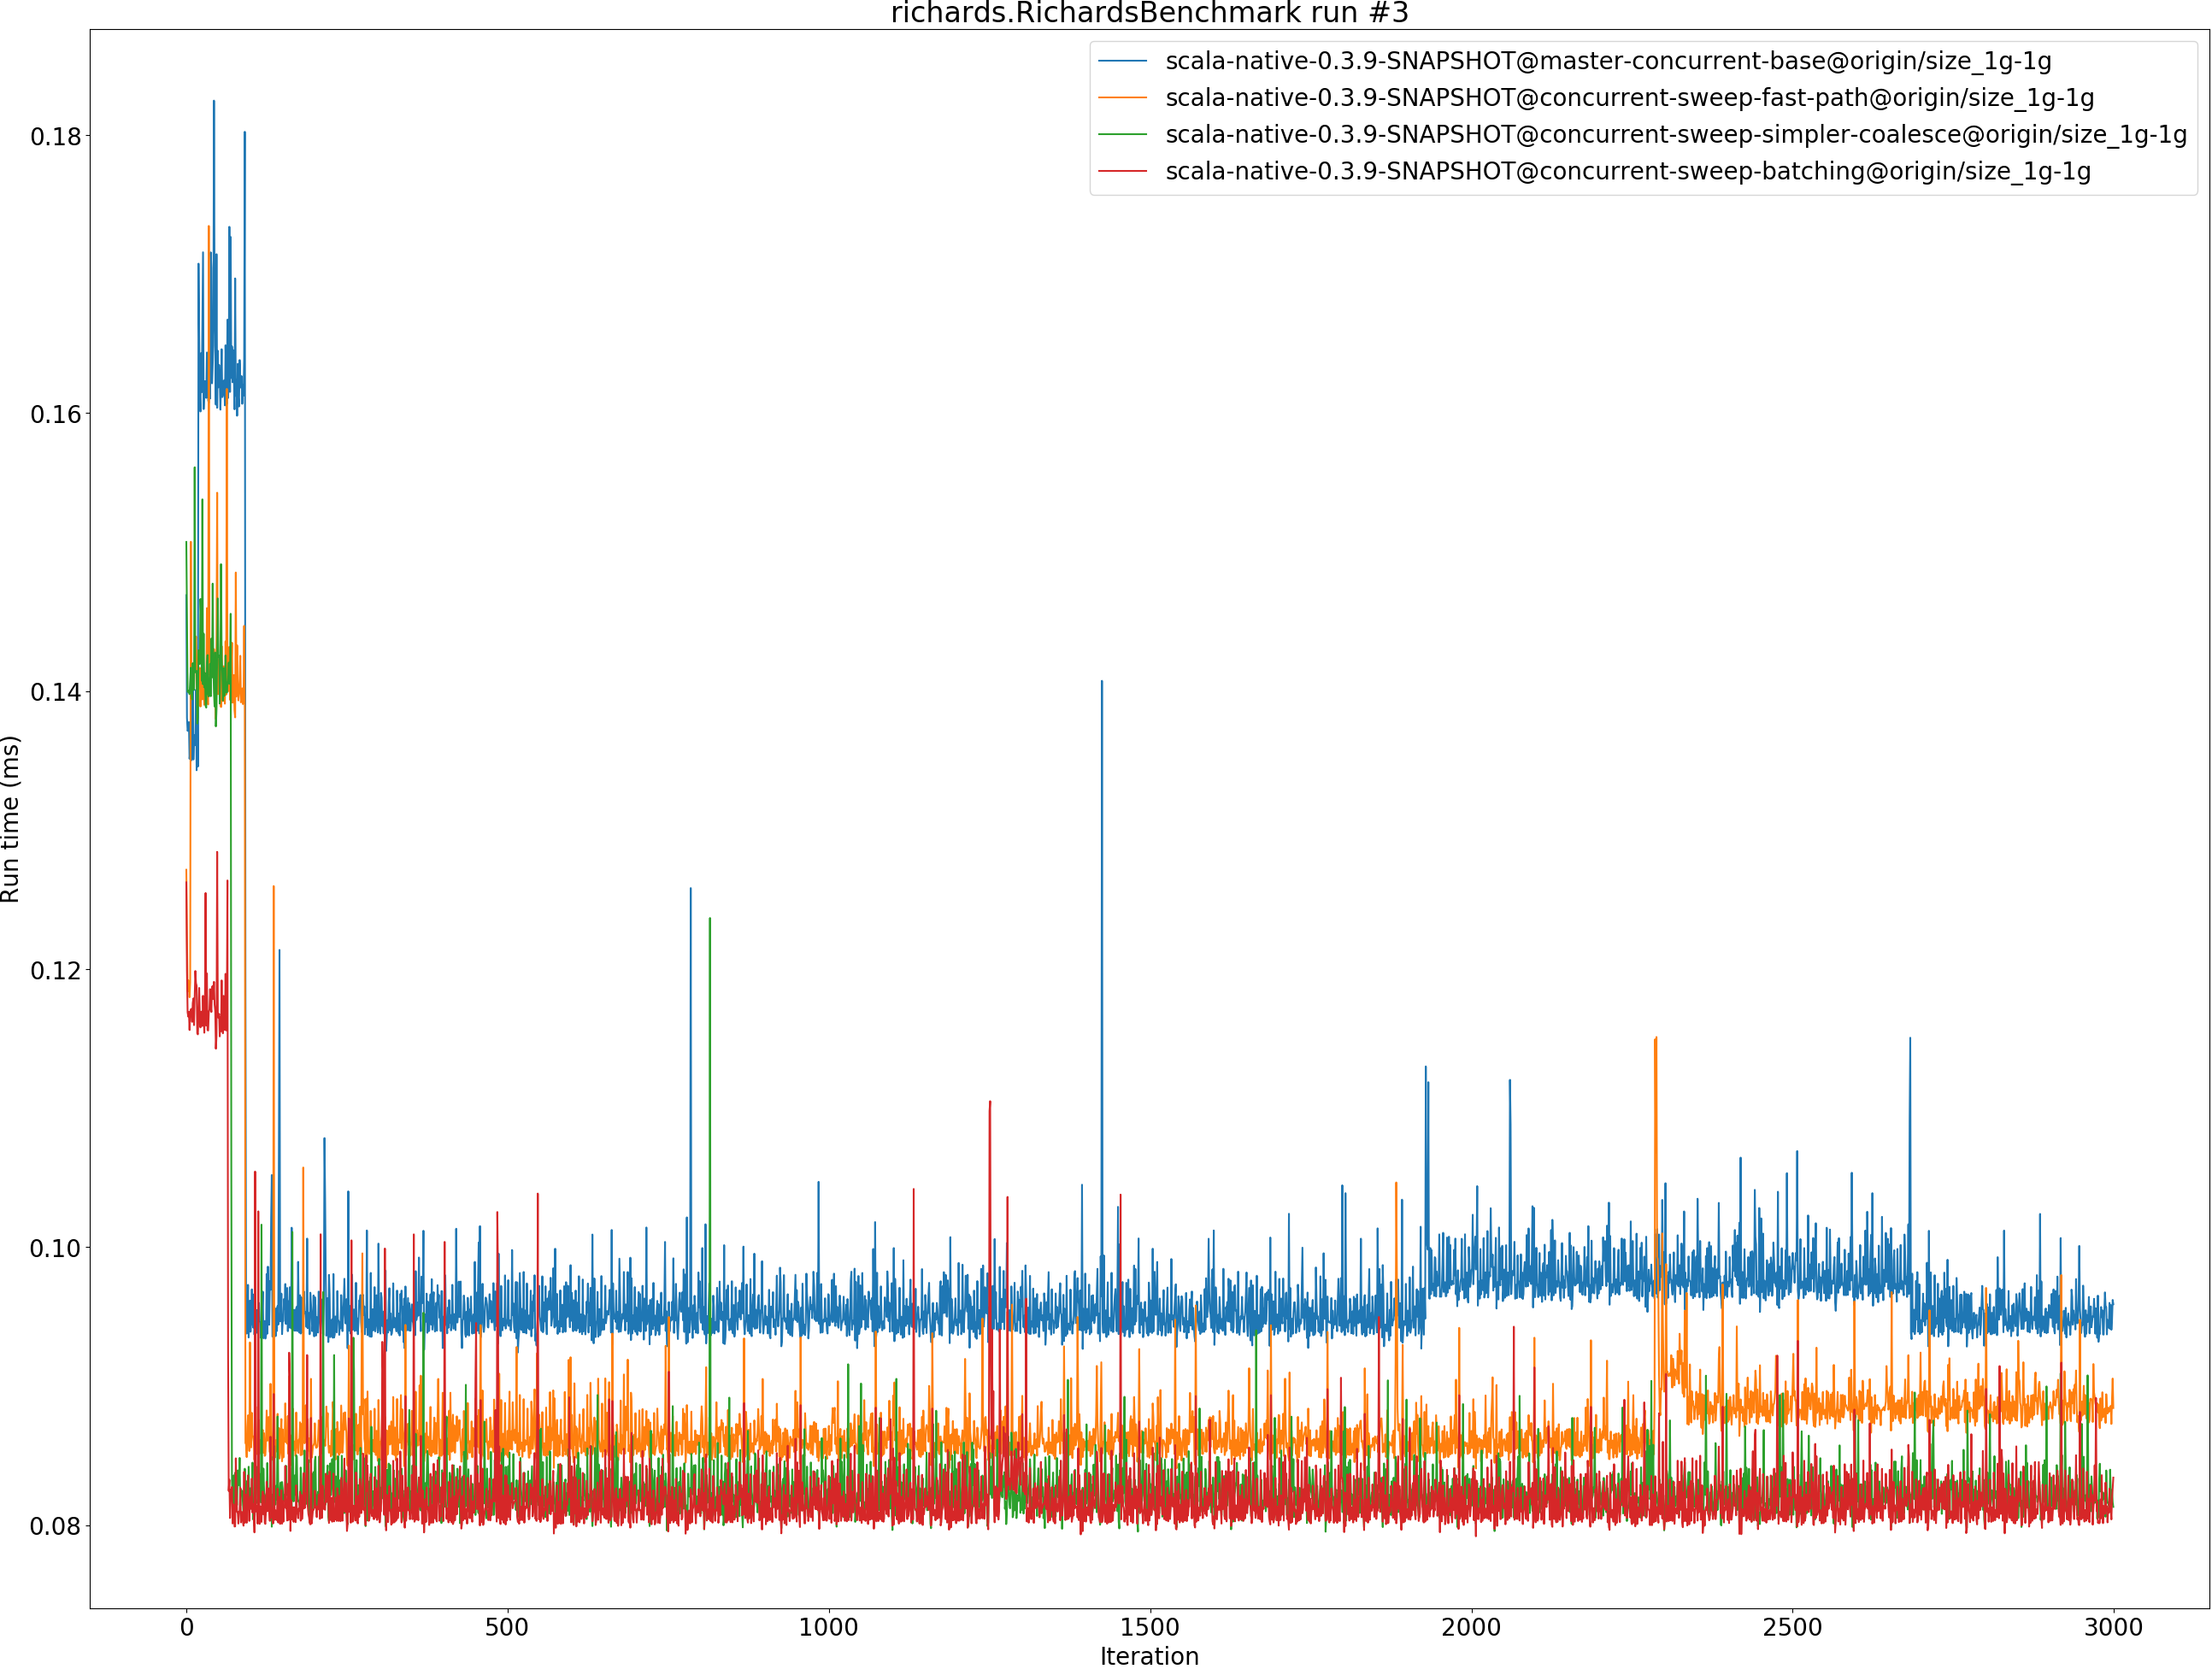 richards.RichardsBenchmark run #3
scala-native-0.3.9-SNAPSHOT@master-concurrent-base@origin/size_1g-1g
scala-native-0.3.9-SNAPSHOT@concurrent-sweep-fast-path@origin/size_1g-1g
scala-native-0.3.9-SNAPSHOT@concurrent-sweep-simpler-coalesce@origin/size_1g-1g
scala-native-0.3.9-SNAPSHOT@concurrent-sweep-batching@origin/size_1g-1g
0.18
0.16
0.14
0.12
0.10
0.08
Run time (ms)
0 500 1000 1500 2000 2500 3000
Iteration